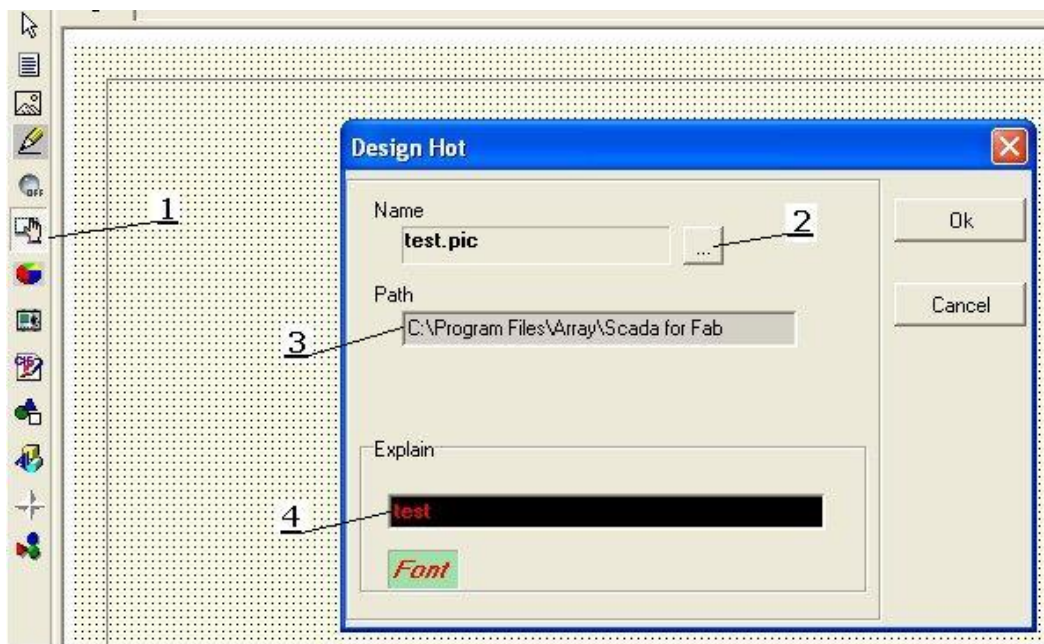 OFF
1
Design Hot
Name
test.pic
...
2
Ok
Path
C:\Program Files\Array\Scada for Fab
3
Cancel
Explain
test
4
Font